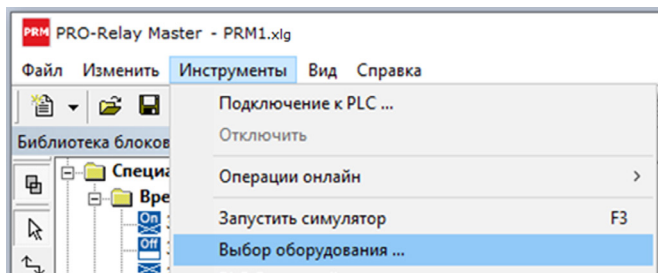 PRM PRO-Relay Master - PRM1.xlg
Файл Изменить Инструменты Вид Справка
Подключение к PLC ...
Библиотека блоков
Отключить
Специа
Операции онлайн
Вре
On
Запустить симулятор F3
Off
Выбор оборудования ...